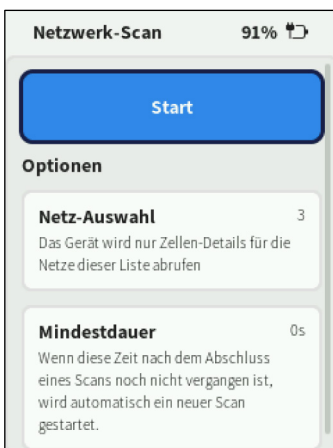 Netzwerk-Scan 91%
Start
Optionen
Netz-Auswahl 3
Das Gerät wird nur Zellen-Details für die
Netze dieser Liste abrufen
Mindestdauer 0s
Wenn diese Zeit nach dem Abschluss
eines Scans noch nicht vergangen ist,
wird automatisch ein neuer Scan
gestartet.